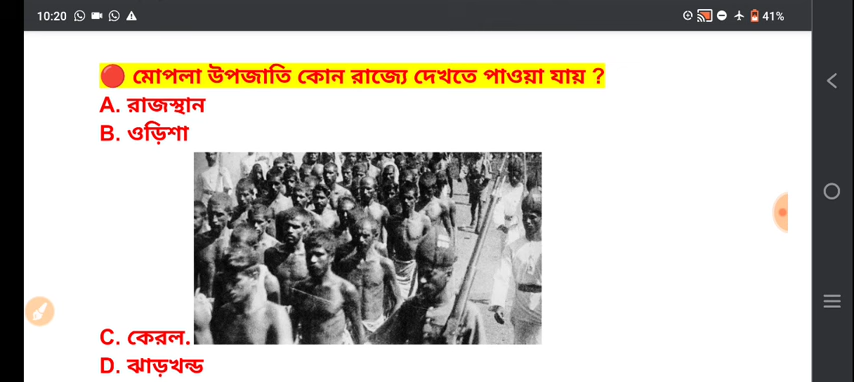 10:20
41%
মোপলা উপজাতি কোন রাজ্যে দেখতে পাওয়া যায় ?
A. রাজস্থান
B. ওড়িশা
C. কেরল.
D. ঝাড়খন্ড